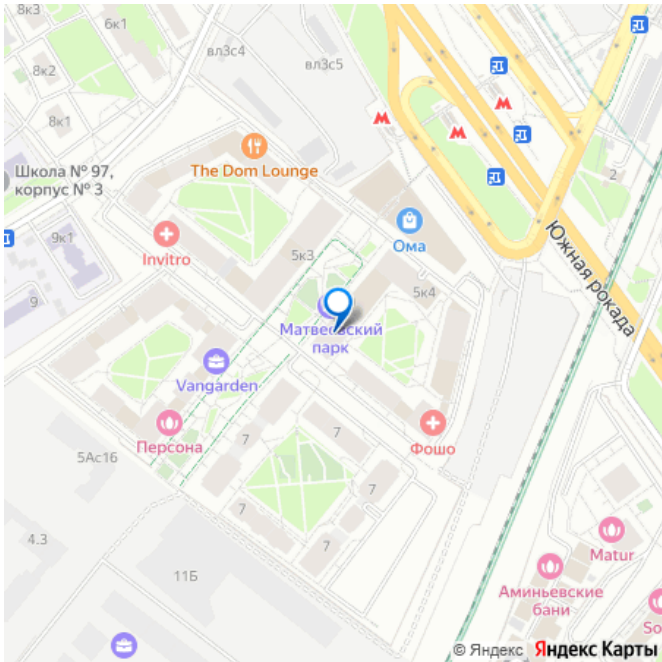 6к1
8к2
8к2
вл3с4
вл3с5
8к1
2
The Dom Lounge
Школа № 97,
корпус № 3
Ома
Южная рокада
9к1
Invitro
5к3
5к4
9
Матвеевский
парк
Vangarden
7
Персона
Фошо
5Ас16
7
7
7
7
4.3
Matur
11Б
Аминьевские
бани
So
© Яндекс Яндекс Карты